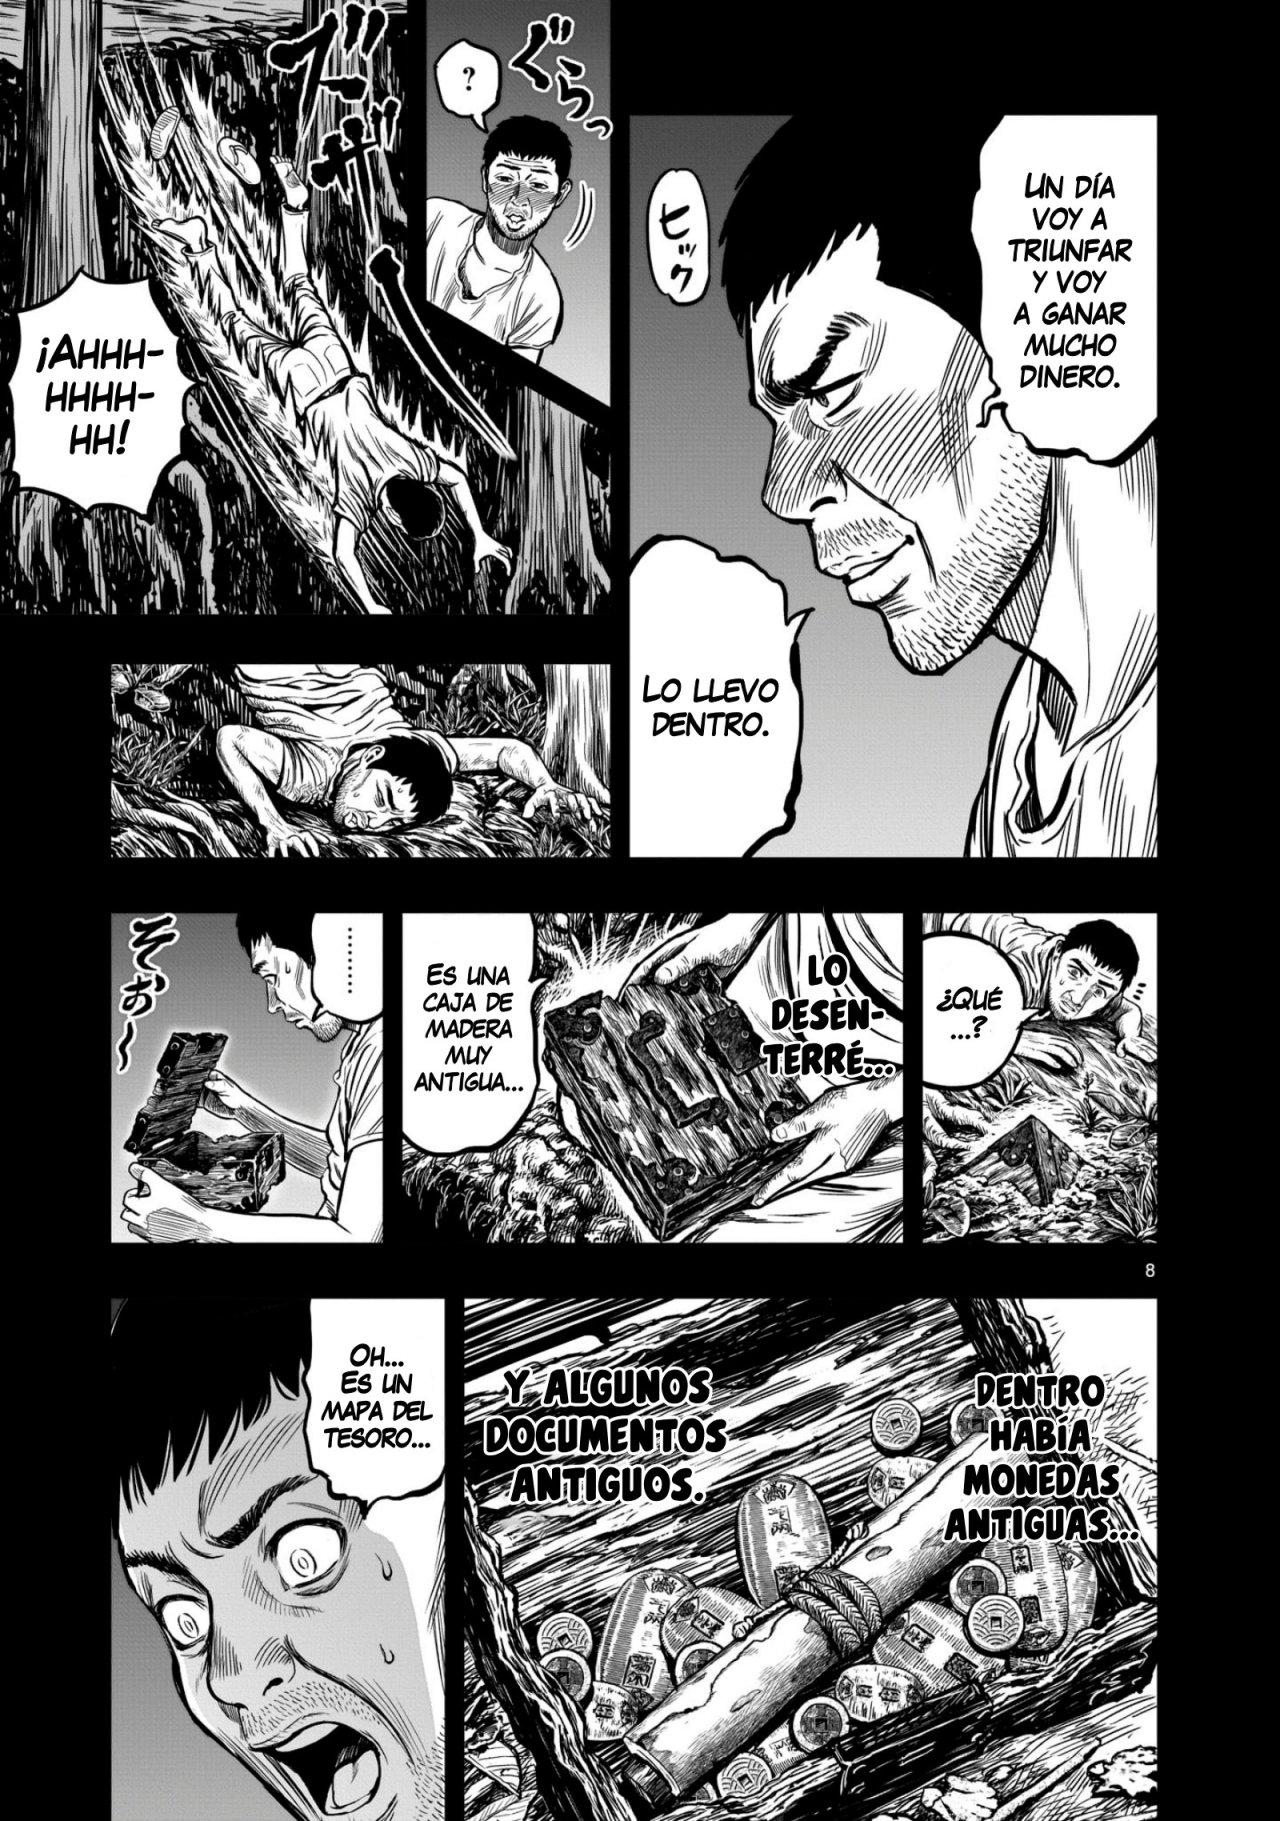 UN DÍA
VOY A
TRIUNFAR
Y VOY
A GANAR
MUCHO
DINERO.
ヒック
LO LLEVO
DENTRO.
ぐらっ
?
ズザーッ
¡AHHH-
HHHH-
HH!
¿QUÉ
...?
LO
DESEN-
TERRÉ...
ES UNA
CAJA DE
MADERA
MUY
ANTIGUA...
………
そぉ〜
8
DENTRO
HABÍA
MONEDAS
ANTIGUAS...
Y ALGUNOS
DOCUMENTOS
ANTIGUOS.
OH...
ES UN
MAPA DEL
TESORO...